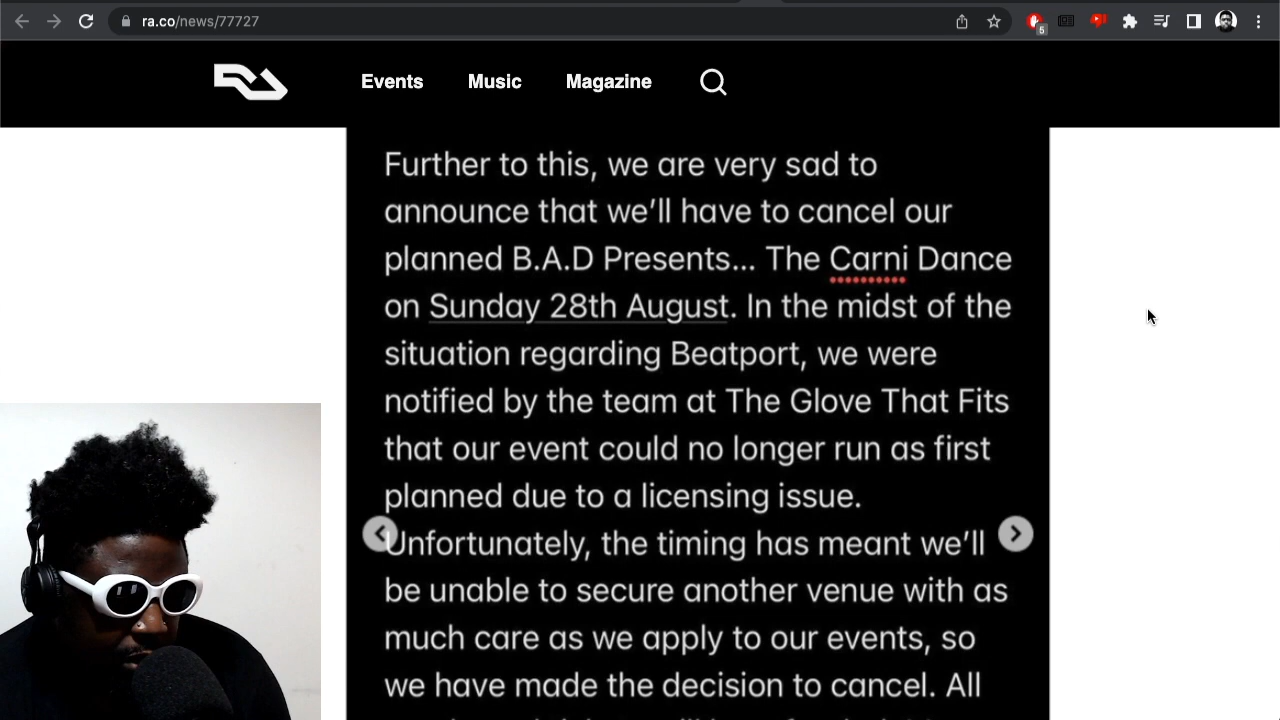 ra.co/news/77727
5
Events Music Magazine
Further to this, we are very sad to
announce that we'll have to cancel our
planned B.A.D Presents... The Carni Dance
on Sunday 28th August. In the midst of the
situation regarding Beatport, we were
notified by the team at The Glove That Fits
that our event could no longer run as first
planned due to a licensing issue.
Unfortunately, the timing has meant we'll
be unable to secure another venue with as
much care as we apply to our events, so
we have made the decision to cancel. All